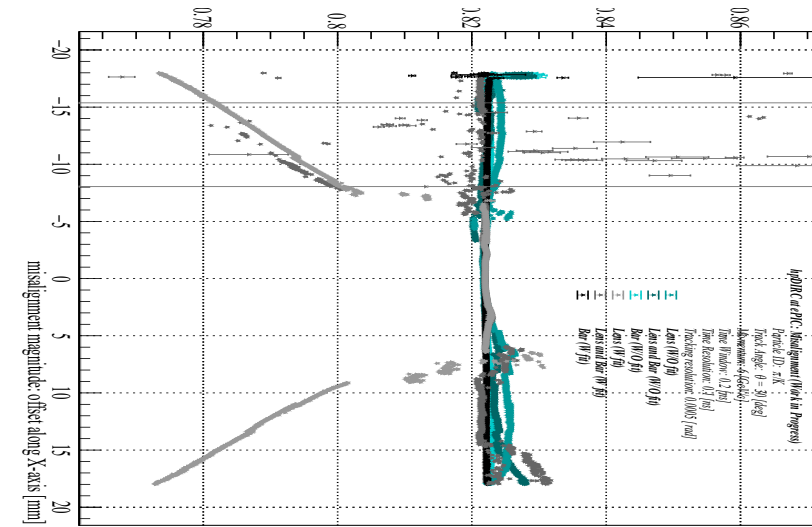 hpDIRC at ePIC: Misalignment (Work in Progress)
Particle ID: π/K
Track Angle: θ = 30 [deg]
Momentum: 6 [GeV/c]
Time Window: 0.2 [ns]
Time Resolution: 0.1 [ns]
Tracking resolution: 0.0005 [rad]
Lens (W/O fit)
Lens and Bar (W/O fit)
Bar (W/O fit)
Lens (W fit)
Lens and Bar (W fit)
Bar (W fit)
0.86
0.84
0.82
0.8
0.78
−20 −15 −10 −5 0 5 10 15 20
misalignment magnitude: offset along X-axis [mm]